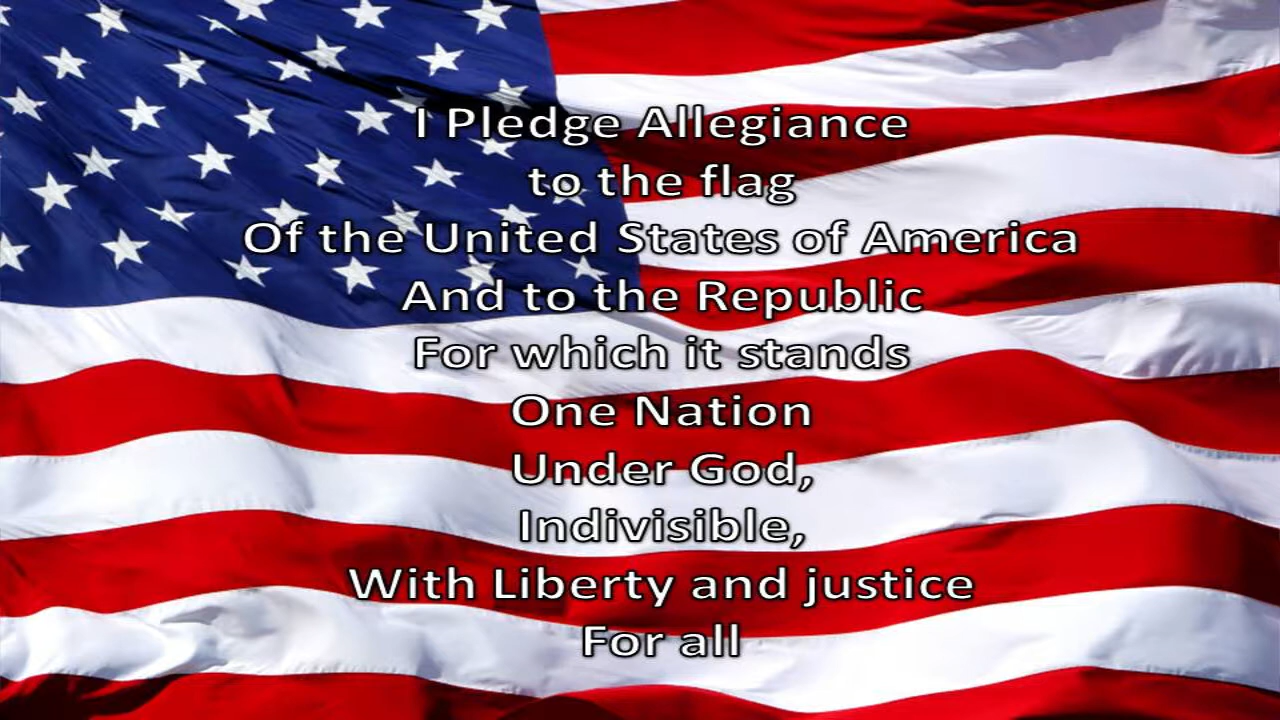 I Pledge Allegiance
to the flag
Of the United States of America
And to the Republic
For which it stands
One Nation
Under God,
Indivisible,
With Liberty and justice
For all